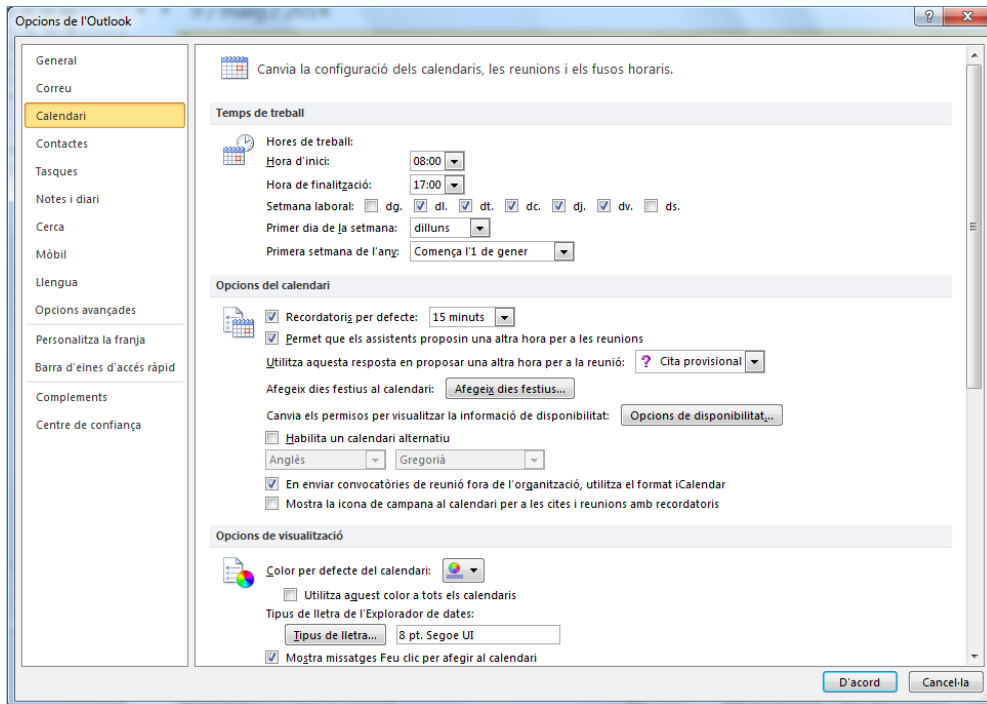 Opcions de l'Outlook
General
Correu
Calendari
Contactes
Tasques
Notes i diari
Cerca
Mòbil
Llengua
Opcions avançades
Personalitza la franja
Barra d'eines d'accés ràpid
Complements
Centre de confiança
Canvia la configuració dels calendaris, les reunions i els fusos horaris.
Temps de treball
Hores de treball:
Hora d'inici: 08:00
Hora de finalització: 17:00
Setmana laboral: dg. dl. dt. dc. dj. dv. ds.
Primer dia de la setmana: dilluns
Primera setmana de l'any: Comença l'1 de gener
Opcions del calendari
Recordatoris per defecte: 15 minuts
Permet que els assistents proposin una altra hora per a les reunions
Utilitza aquesta resposta en proposar una altra hora per a la reunió: ? Cita provisional
Afegeix dies festius al calendari: Afegeix dies festius...
Canvia els permisos per visualitzar la informació de disponibilitat: Opcions de disponibilitat...
Habilita un calendari alternatiu
Anglès Gregorià
En enviar convocatòries de reunió fora de l'organització, utilitza el format iCalendar
Mostra la icona de campana al calendari per a les cites i reunions amb recordatoris
Opcions de visualització
Color per defecte del calendari:
Utilitza aquest color a tots els calendaris
Tipus de lletra de l'Explorador de dates:
Tipus de lletra... 8 pt. Segoe UI
Mostra missatges Feu clic per afegir al calendari
D'acord Cancel·la